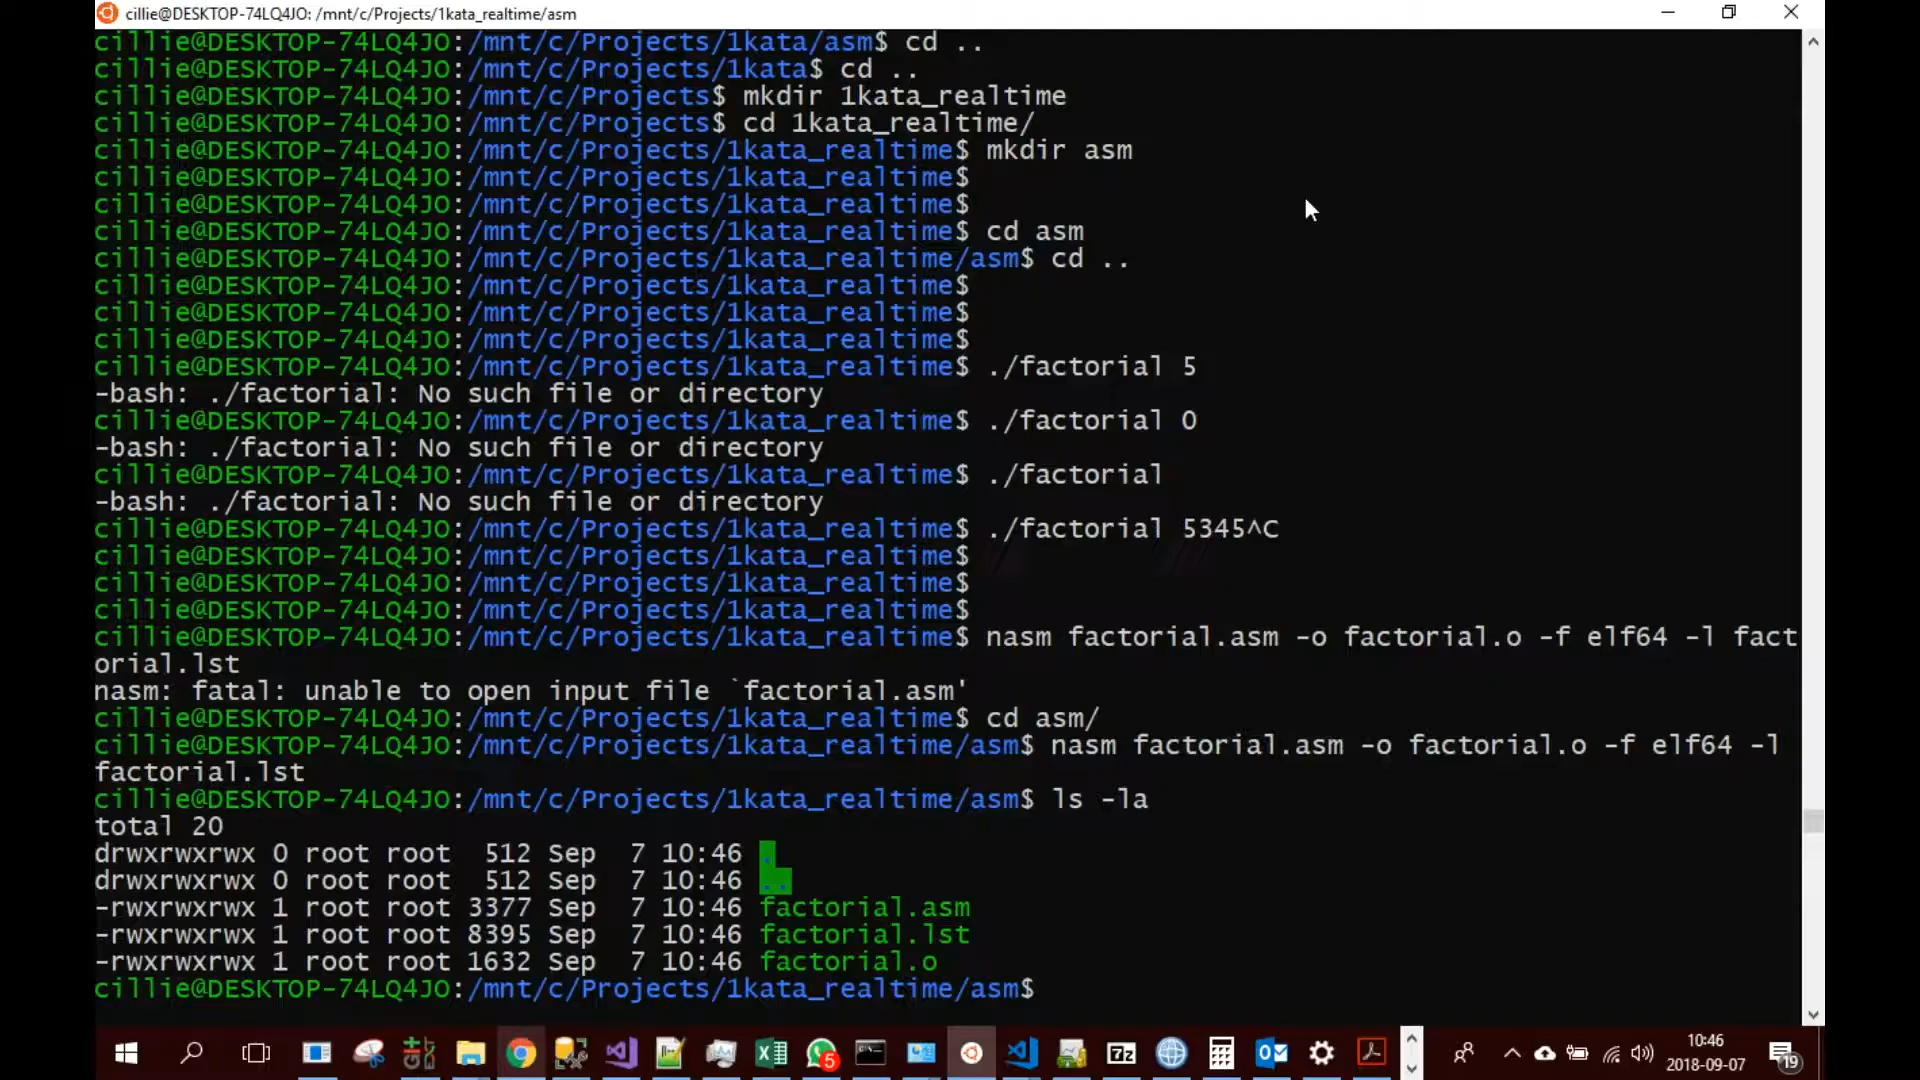 cillie@DESKTOP-74LQ4JO: /mnt/c/Projects/1kata_realtime/asm
cillie@DESKTOP-74LQ4JO:/mnt/c/Projects/1kata/asm$ cd ..
cillie@DESKTOP-74LQ4JO:/mnt/c/Projects/1kata$ cd ..
cillie@DESKTOP-74LQ4JO:/mnt/c/Projects$ mkdir 1kata_realtime
cillie@DESKTOP-74LQ4JO:/mnt/c/Projects$ cd 1kata_realtime/
cillie@DESKTOP-74LQ4JO:/mnt/c/Projects/1kata_realtime$ mkdir asm
cillie@DESKTOP-74LQ4JO:/mnt/c/Projects/1kata_realtime$
cillie@DESKTOP-74LQ4JO:/mnt/c/Projects/1kata_realtime$
cillie@DESKTOP-74LQ4JO:/mnt/c/Projects/1kata_realtime$ cd asm
cillie@DESKTOP-74LQ4JO:/mnt/c/Projects/1kata_realtime/asm$ cd ..
cillie@DESKTOP-74LQ4JO:/mnt/c/Projects/1kata_realtime$
cillie@DESKTOP-74LQ4JO:/mnt/c/Projects/1kata_realtime$
cillie@DESKTOP-74LQ4JO:/mnt/c/Projects/1kata_realtime$
cillie@DESKTOP-74LQ4JO:/mnt/c/Projects/1kata_realtime$ ./factorial 5
-bash: ./factorial: No such file or directory
cillie@DESKTOP-74LQ4JO:/mnt/c/Projects/1kata_realtime$ ./factorial 0
-bash: ./factorial: No such file or directory
cillie@DESKTOP-74LQ4JO:/mnt/c/Projects/1kata_realtime$ ./factorial
-bash: ./factorial: No such file or directory
cillie@DESKTOP-74LQ4JO:/mnt/c/Projects/1kata_realtime$ ./factorial 5345^C
cillie@DESKTOP-74LQ4JO:/mnt/c/Projects/1kata_realtime$
cillie@DESKTOP-74LQ4JO:/mnt/c/Projects/1kata_realtime$
cillie@DESKTOP-74LQ4JO:/mnt/c/Projects/1kata_realtime$
cillie@DESKTOP-74LQ4JO:/mnt/c/Projects/1kata_realtime$ nasm factorial.asm -o factorial.o -f elf64 -l fact
orial.lst
nasm: fatal: unable to open input file `factorial.asm'
cillie@DESKTOP-74LQ4JO:/mnt/c/Projects/1kata_realtime$ cd asm/
cillie@DESKTOP-74LQ4JO:/mnt/c/Projects/1kata_realtime/asm$ nasm factorial.asm -o factorial.o -f elf64 -l
factorial.lst
cillie@DESKTOP-74LQ4JO:/mnt/c/Projects/1kata_realtime/asm$ ls -la
total 20
drwxrwxrwx 0 root root  512 Sep  7 10:46 .
drwxrwxrwx 0 root root  512 Sep  7 10:46 ..
-rwxrwxrwx 1 root root 3377 Sep  7 10:46 factorial.asm
-rwxrwxrwx 1 root root 8395 Sep  7 10:46 factorial.lst
-rwxrwxrwx 1 root root 1632 Sep  7 10:46 factorial.o
cillie@DESKTOP-74LQ4JO:/mnt/c/Projects/1kata_realtime/asm$
5
7z
10:46
2018-09-07
19